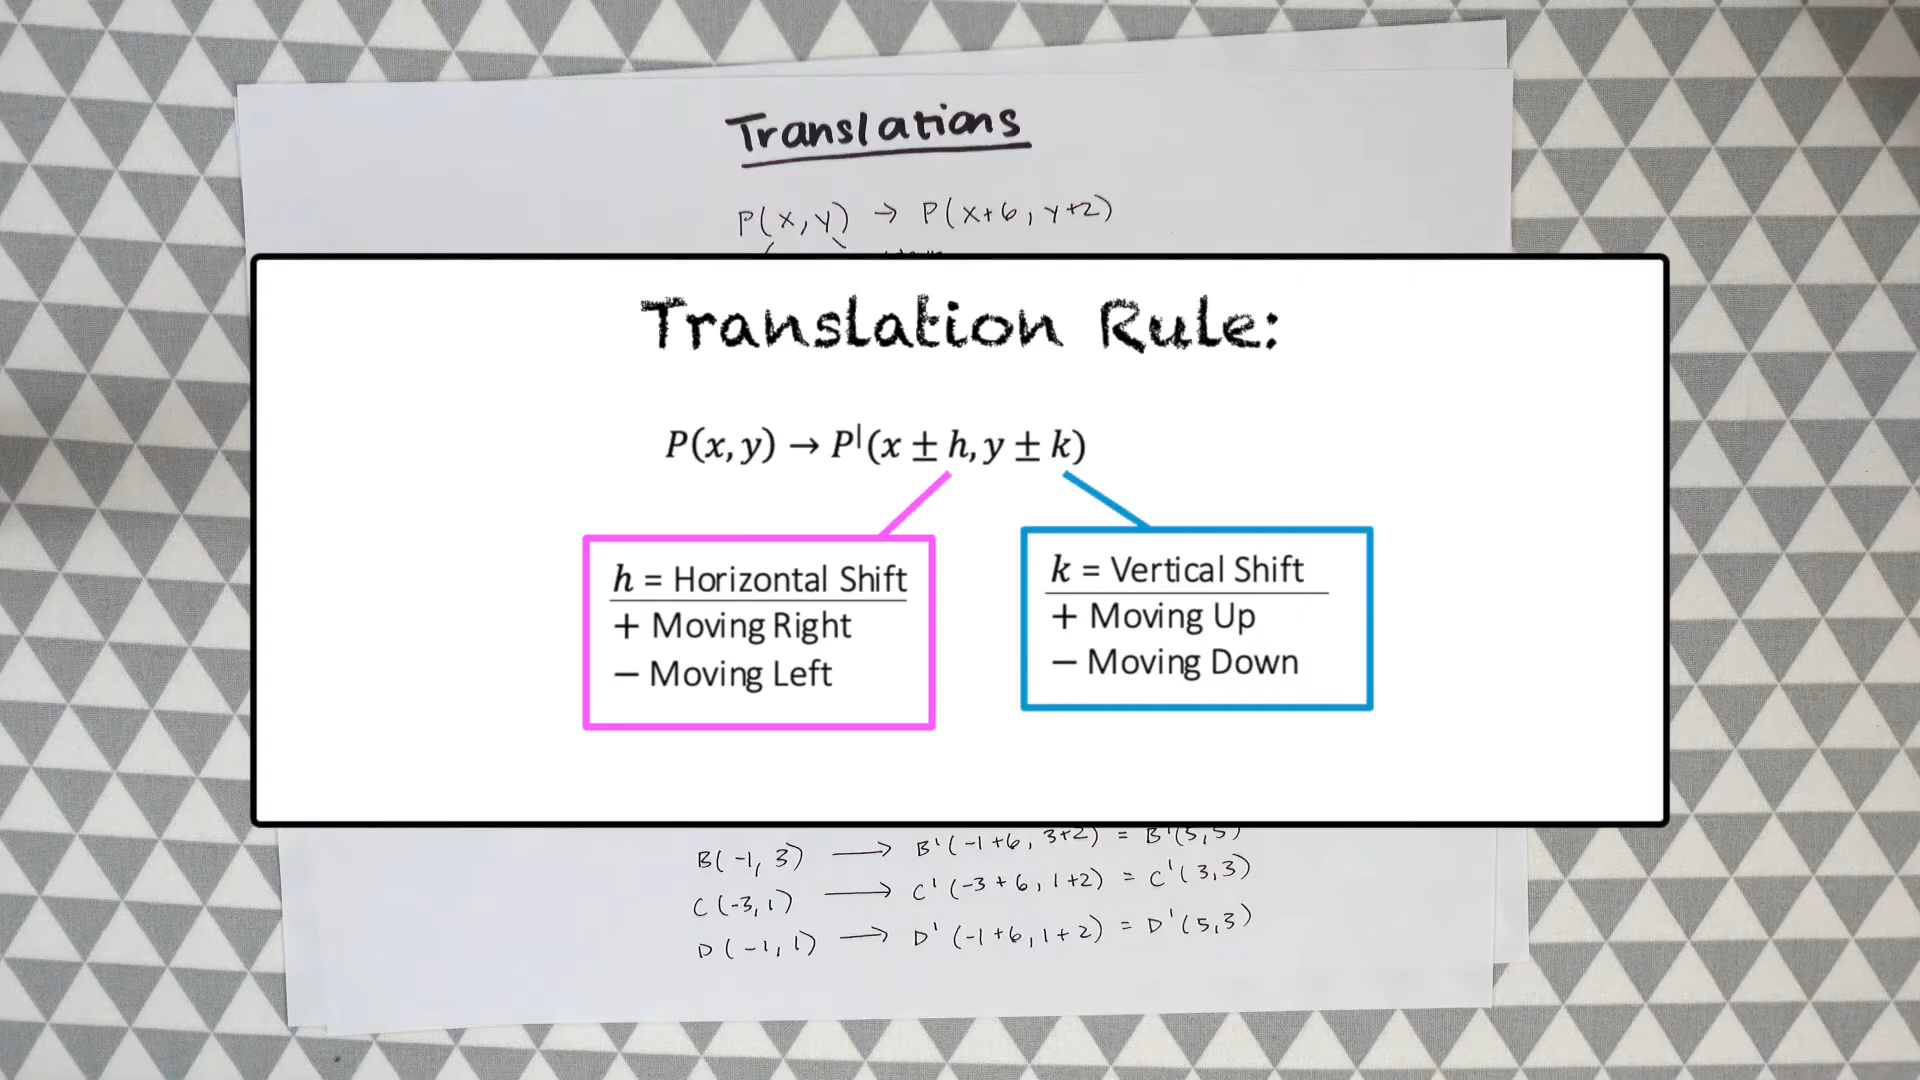 Translations
P(x,y) → P(x+6, y+2)
Translation Rule:
P(x, y) → P|(x ± h, y ± k)
h = Horizontal Shift
+ Moving Right
− Moving Left
k = Vertical Shift
+ Moving Up
− Moving Down
B(-1, 3) → B'(-1+6, 3+2) = B'(5,5)
C(-3,1) → C'(-3+6, 1+2) = C'(3,3)
D(-1,1) → D'(-1+6, 1+2) = D'(5,3)